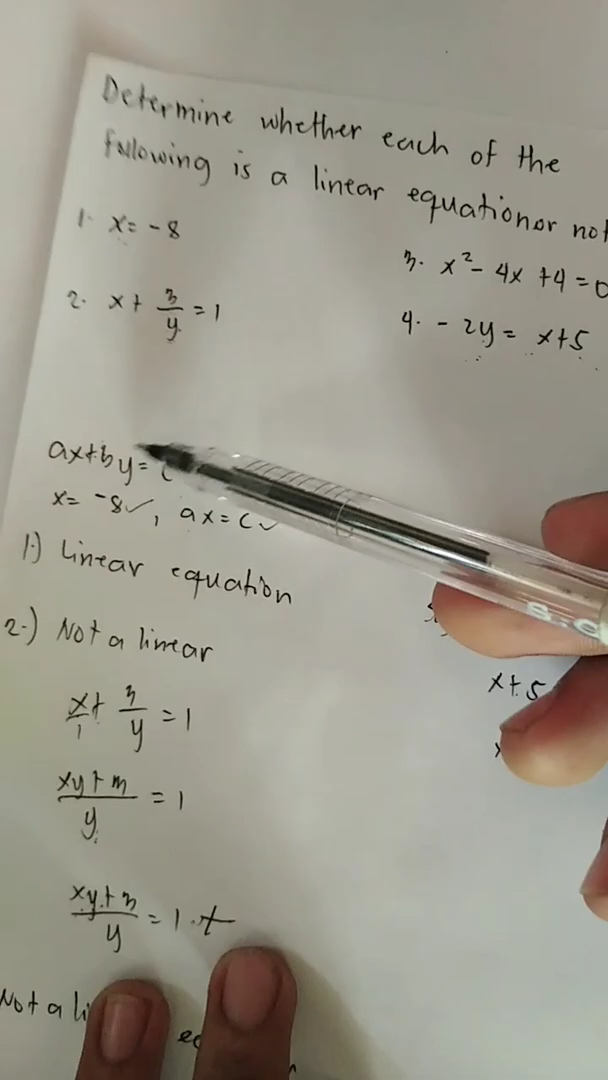 Determine whether each of the
following is a linear equation or not
1. x = -8
2. x + 3/y = 1
3. x² - 4x + 4 = 0
4. - 2y = x+5
ax+by = c
x = -8 ✓, ax = c ✓
1.) linear equation
2.) Not a linear
x/1 + 3/y = 1
xy+3/y = 1
xy+3/y = 1
Not a li
x+5